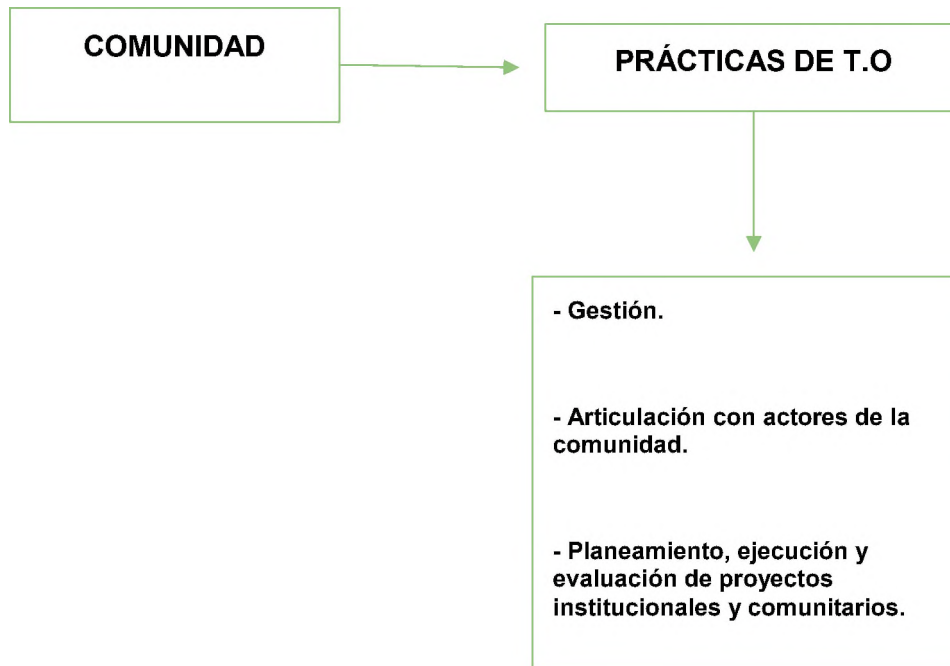 COMUNIDAD
PRÁCTICAS DE T.O
- Gestión.
- Articulación con actores de la
comunidad.
- Planeamiento, ejecución y
evaluación de proyectos
institucionales y comunitarios.